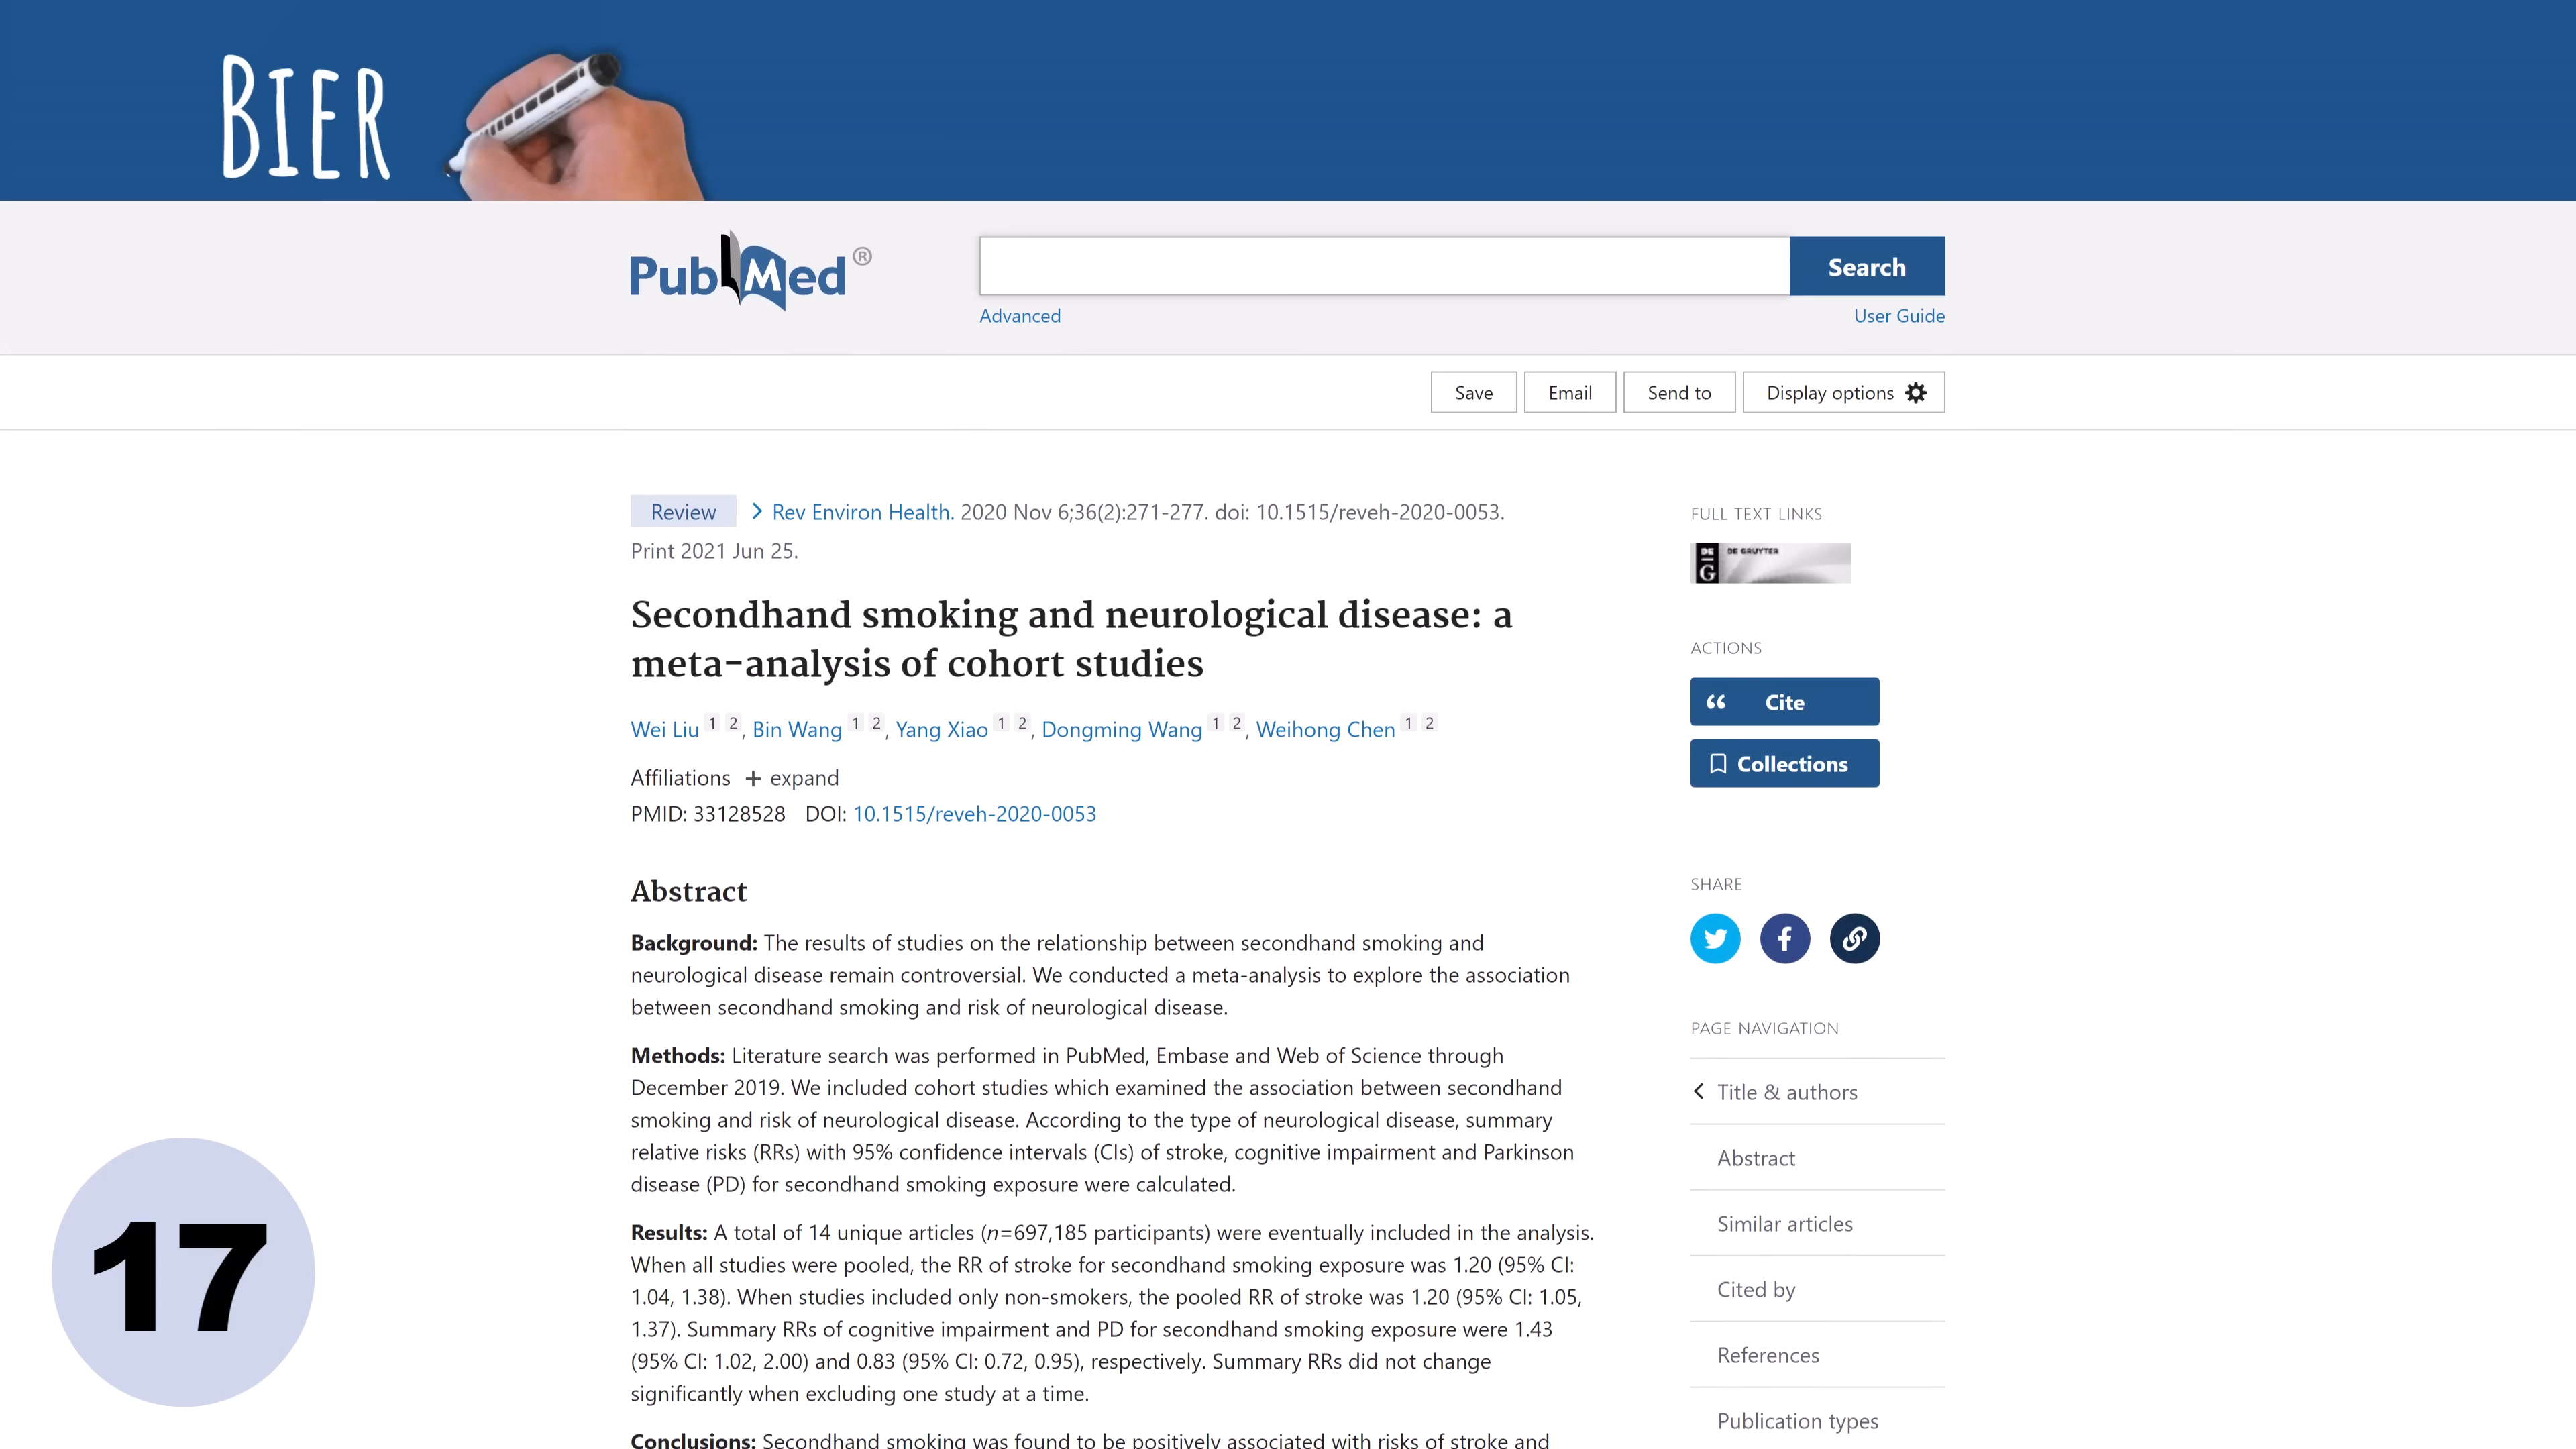 BIER
PubMed®
Search
Advanced
User Guide
Save
Email
Send to
Display options
Review
Rev Environ Health. 2020 Nov 6;36(2):271-277. doi: 10.1515/reveh-2020-0053.
Print 2021 Jun 25.
Secondhand smoking and neurological disease: a
meta-analysis of cohort studies
Wei Liu 1 2, Bin Wang 1 2, Yang Xiao 1 2, Dongming Wang 1 2, Weihong Chen 1 2
Affiliations + expand
PMID: 33128528 DOI: 10.1515/reveh-2020-0053
Abstract
Background: The results of studies on the relationship between secondhand smoking and
neurological disease remain controversial. We conducted a meta-analysis to explore the association
between secondhand smoking and risk of neurological disease.
Methods: Literature search was performed in PubMed, Embase and Web of Science through
December 2019. We included cohort studies which examined the association between secondhand
smoking and risk of neurological disease. According to the type of neurological disease, summary
relative risks (RRs) with 95% confidence intervals (CIs) of stroke, cognitive impairment and Parkinson
disease (PD) for secondhand smoking exposure were calculated.
Results: A total of 14 unique articles (n=697,185 participants) were eventually included in the analysis.
When all studies were pooled, the RR of stroke for secondhand smoking exposure was 1.20 (95% CI:
1.04, 1.38). When studies included only non-smokers, the pooled RR of stroke was 1.20 (95% CI: 1.05,
1.37). Summary RRs of cognitive impairment and PD for secondhand smoking exposure were 1.43
(95% CI: 1.02, 2.00) and 0.83 (95% CI: 0.72, 0.95), respectively. Summary RRs did not change
significantly when excluding one study at a time.
Conclusions: Secondhand smoking was found to be positively associated with risks of stroke and
FULL TEXT LINKS
DE G DE GRUYTER
ACTIONS
Cite
Collections
SHARE
PAGE NAVIGATION
Title & authors
Abstract
Similar articles
Cited by
References
Publication types
17